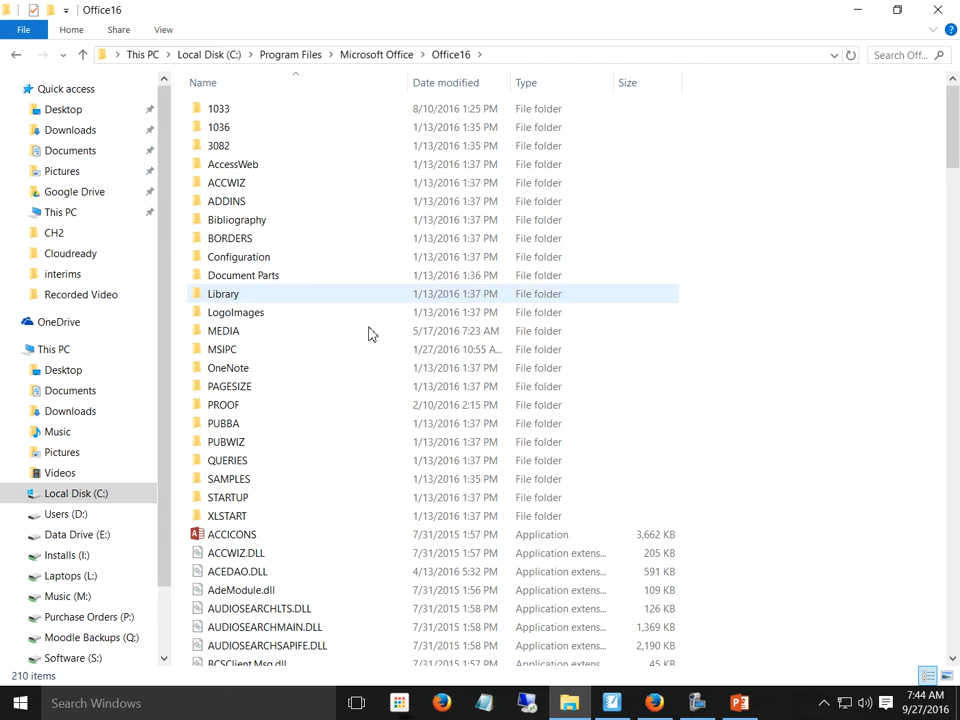 Office16
File Home Share View
This PC Local Disk (C:) Program Files Microsoft Office Office16 Search Off...
Name Date modified Type Size
Quick access
Desktop
Downloads
Documents
Pictures
Google Drive
This PC
CH2
Cloudready
interims
Recorded Video
OneDrive
This PC
Desktop
Documents
Downloads
Music
Pictures
Videos
Local Disk (C:)
Users (D:)
Data Drive (E:)
Installs (I:)
Laptops (L:)
Music (M:)
Purchase Orders (P:)
Moodle Backups (Q:)
Software (S:)
1033 8/10/2016 1:25 PM File folder
1036 1/13/2016 1:35 PM File folder
3082 1/13/2016 1:35 PM File folder
AccessWeb 1/13/2016 1:37 PM File folder
ACCWIZ 1/13/2016 1:37 PM File folder
ADDINS 1/13/2016 1:37 PM File folder
Bibliography 1/13/2016 1:37 PM File folder
BORDERS 1/13/2016 1:37 PM File folder
Configuration 1/13/2016 1:37 PM File folder
Document Parts 1/13/2016 1:36 PM File folder
Library 1/13/2016 1:37 PM File folder
LogoImages 1/13/2016 1:37 PM File folder
MEDIA 5/17/2016 7:23 AM File folder
MSIPC 1/27/2016 10:55 A... File folder
OneNote 1/13/2016 1:37 PM File folder
PAGESIZE 1/13/2016 1:37 PM File folder
PROOF 2/10/2016 2:15 PM File folder
PUBBA 1/13/2016 1:37 PM File folder
PUBWIZ 1/13/2016 1:37 PM File folder
QUERIES 1/13/2016 1:37 PM File folder
SAMPLES 1/13/2016 1:35 PM File folder
STARTUP 1/13/2016 1:37 PM File folder
XLSTART 1/13/2016 1:37 PM File folder
ACCICONS 7/31/2015 1:57 PM Application 3,662 KB
ACCWIZ.DLL 7/31/2015 1:57 PM Application extens... 205 KB
ACEDAO.DLL 4/13/2016 5:32 PM Application extens... 591 KB
AdeModule.dll 7/31/2015 1:56 PM Application extens... 109 KB
AUDIOSEARCHLTS.DLL 7/31/2015 1:58 PM Application extens... 126 KB
AUDIOSEARCHMAIN.DLL 7/31/2015 1:58 PM Application extens... 1,369 KB
AUDIOSEARCHSAPIFE.DLL 7/31/2015 1:58 PM Application extens... 2,190 KB
BCSClient.Msg.dll 7/31/2015 1:57 PM Application extens... 45 KB
210 items
Search Windows
7:44 AM
9/27/2016